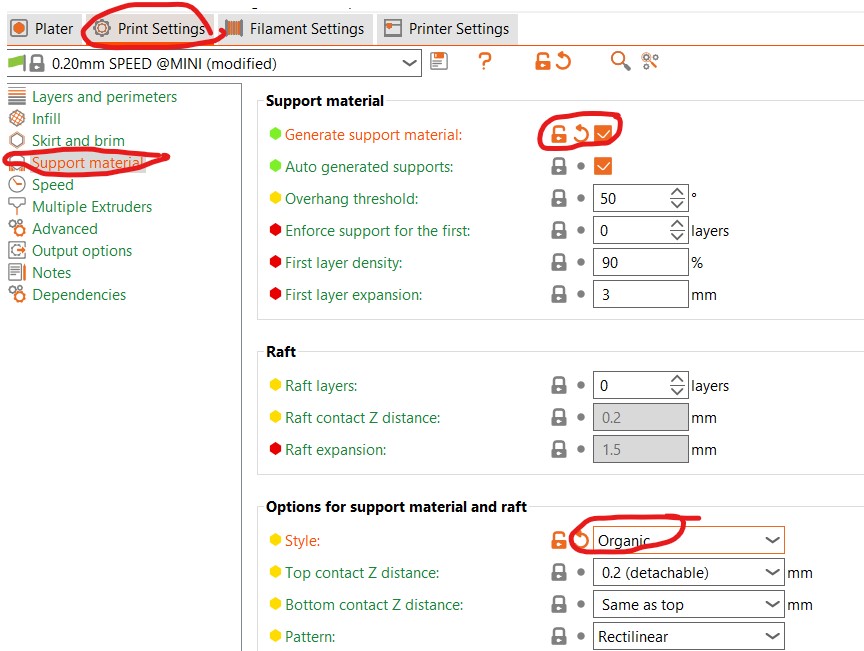 Plater Print Settings Filament Settings Printer Settings
0.20mm SPEED @MINI (modified) ?
Layers and perimeters
Infill
Skirt and brim
Support material
Speed
Multiple Extruders
Advanced
Output options
Notes
Dependencies
Support material
Generate support material:
Auto generated supports:
Overhang threshold: 50 °
Enforce support for the first: 0 layers
First layer density: 90 %
First layer expansion: 3 mm
Raft
Raft layers: 0 layers
Raft contact Z distance: 0.2 mm
Raft expansion: 1.5 mm
Options for support material and raft
Style: Organic
Top contact Z distance: 0.2 (detachable) mm
Bottom contact Z distance: Same as top mm
Pattern: Rectilinear